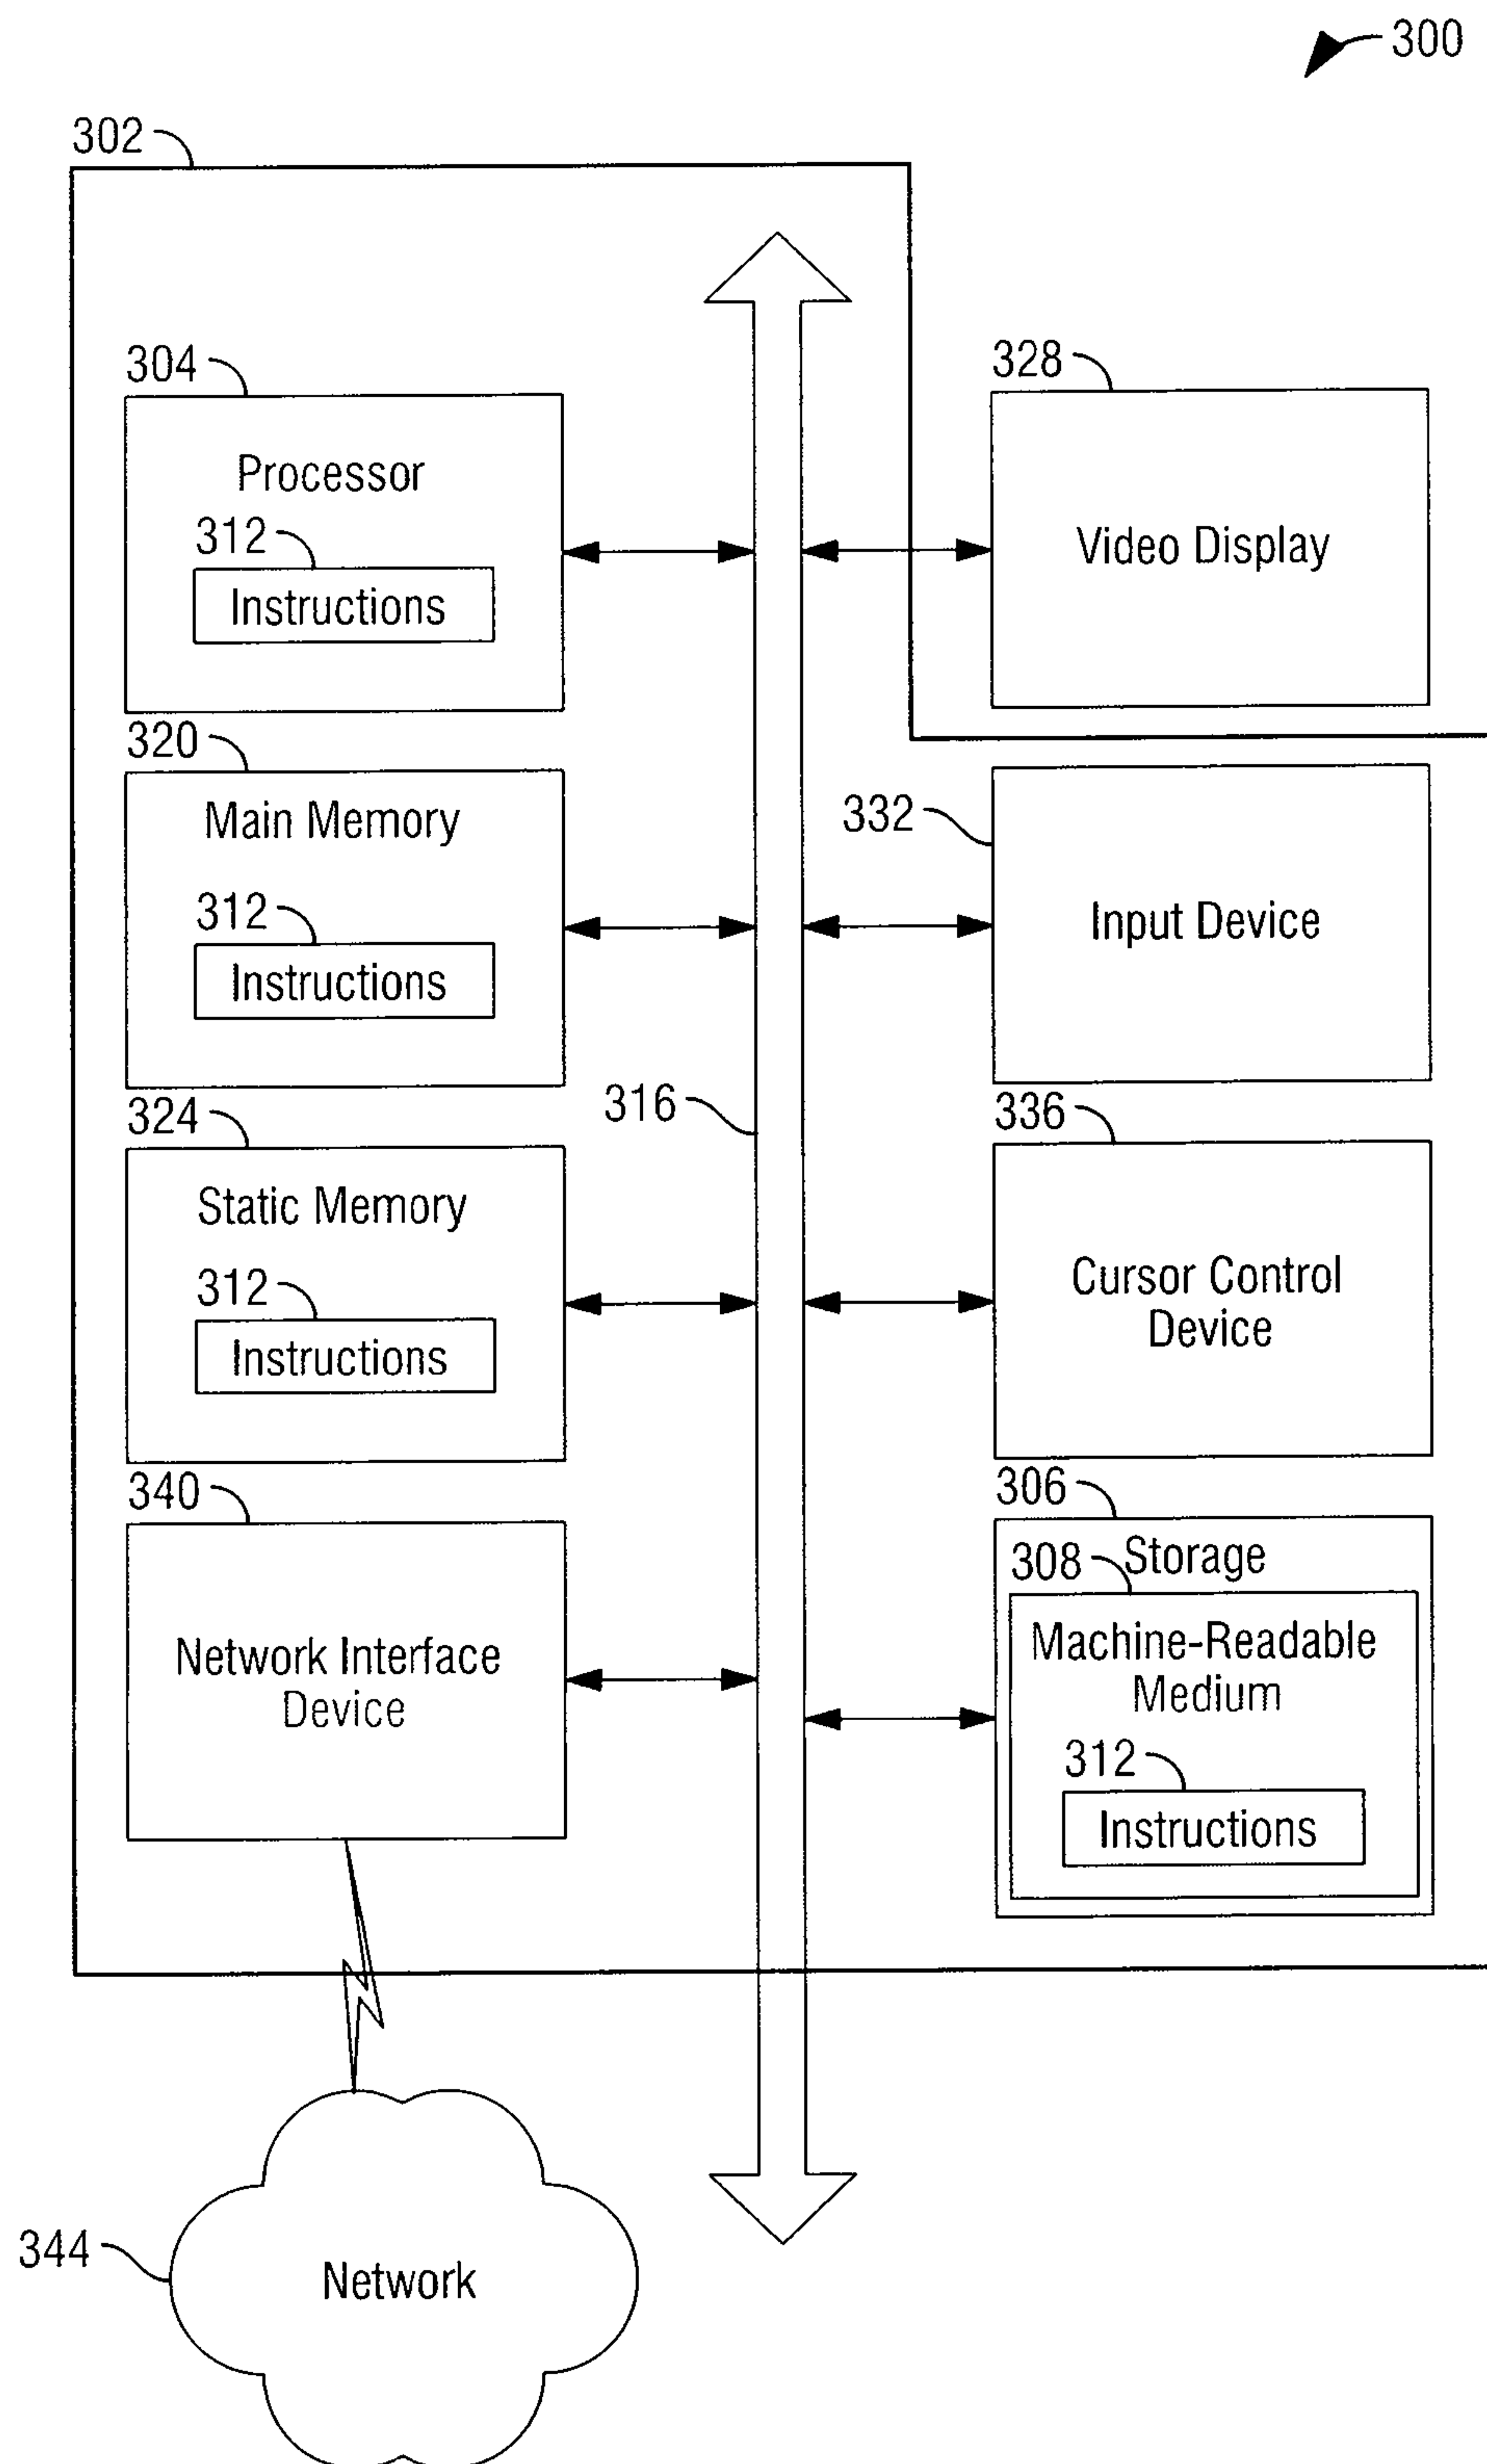 300
302
304
Processor
312
Instructions
328
Video Display
320
Main Memory
312
Instructions
332
Input Device
316
324
Static Memory
312
Instructions
336
Cursor Control
Device
340
Network Interface
Device
306
Storage
308
Machine-Readable
Medium
312
Instructions
344
Network